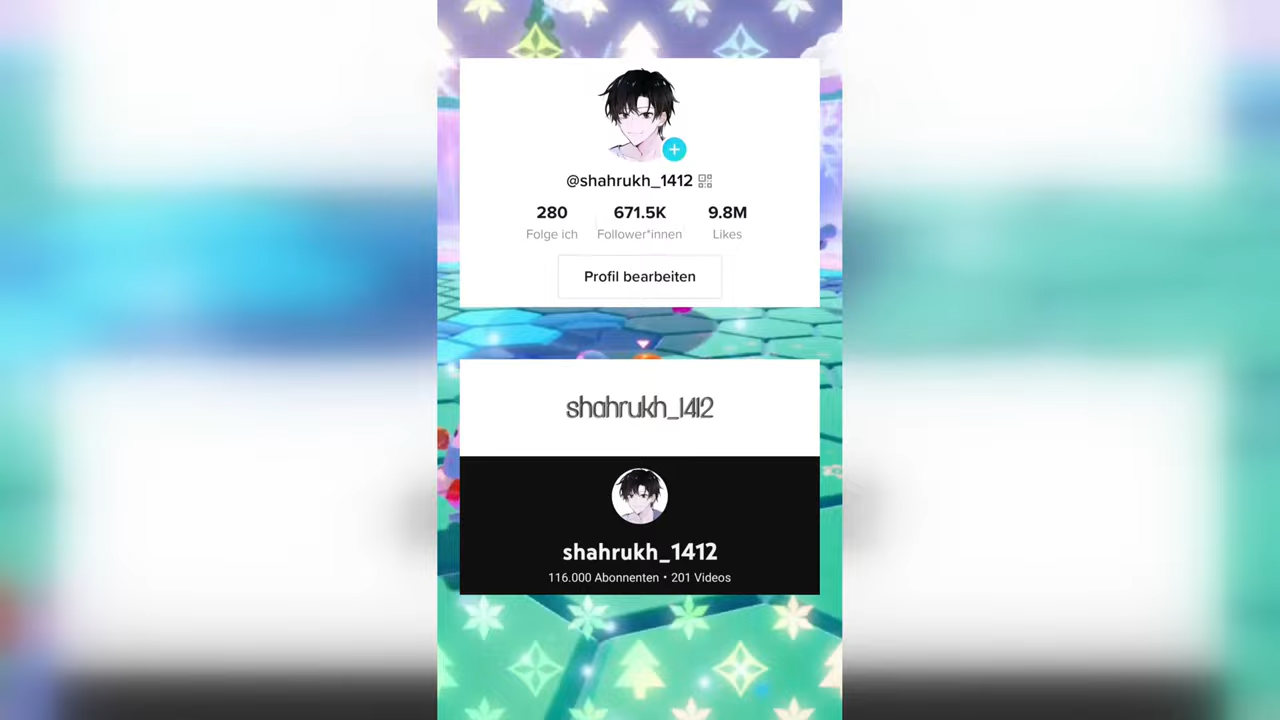 @shahrukh_1412
280 671.5K 9.8M
Folge ich Follower*innen Likes
Profil bearbeiten
shahrukh_1412
shahrukh_1412
116.000 Abonnenten • 201 Videos